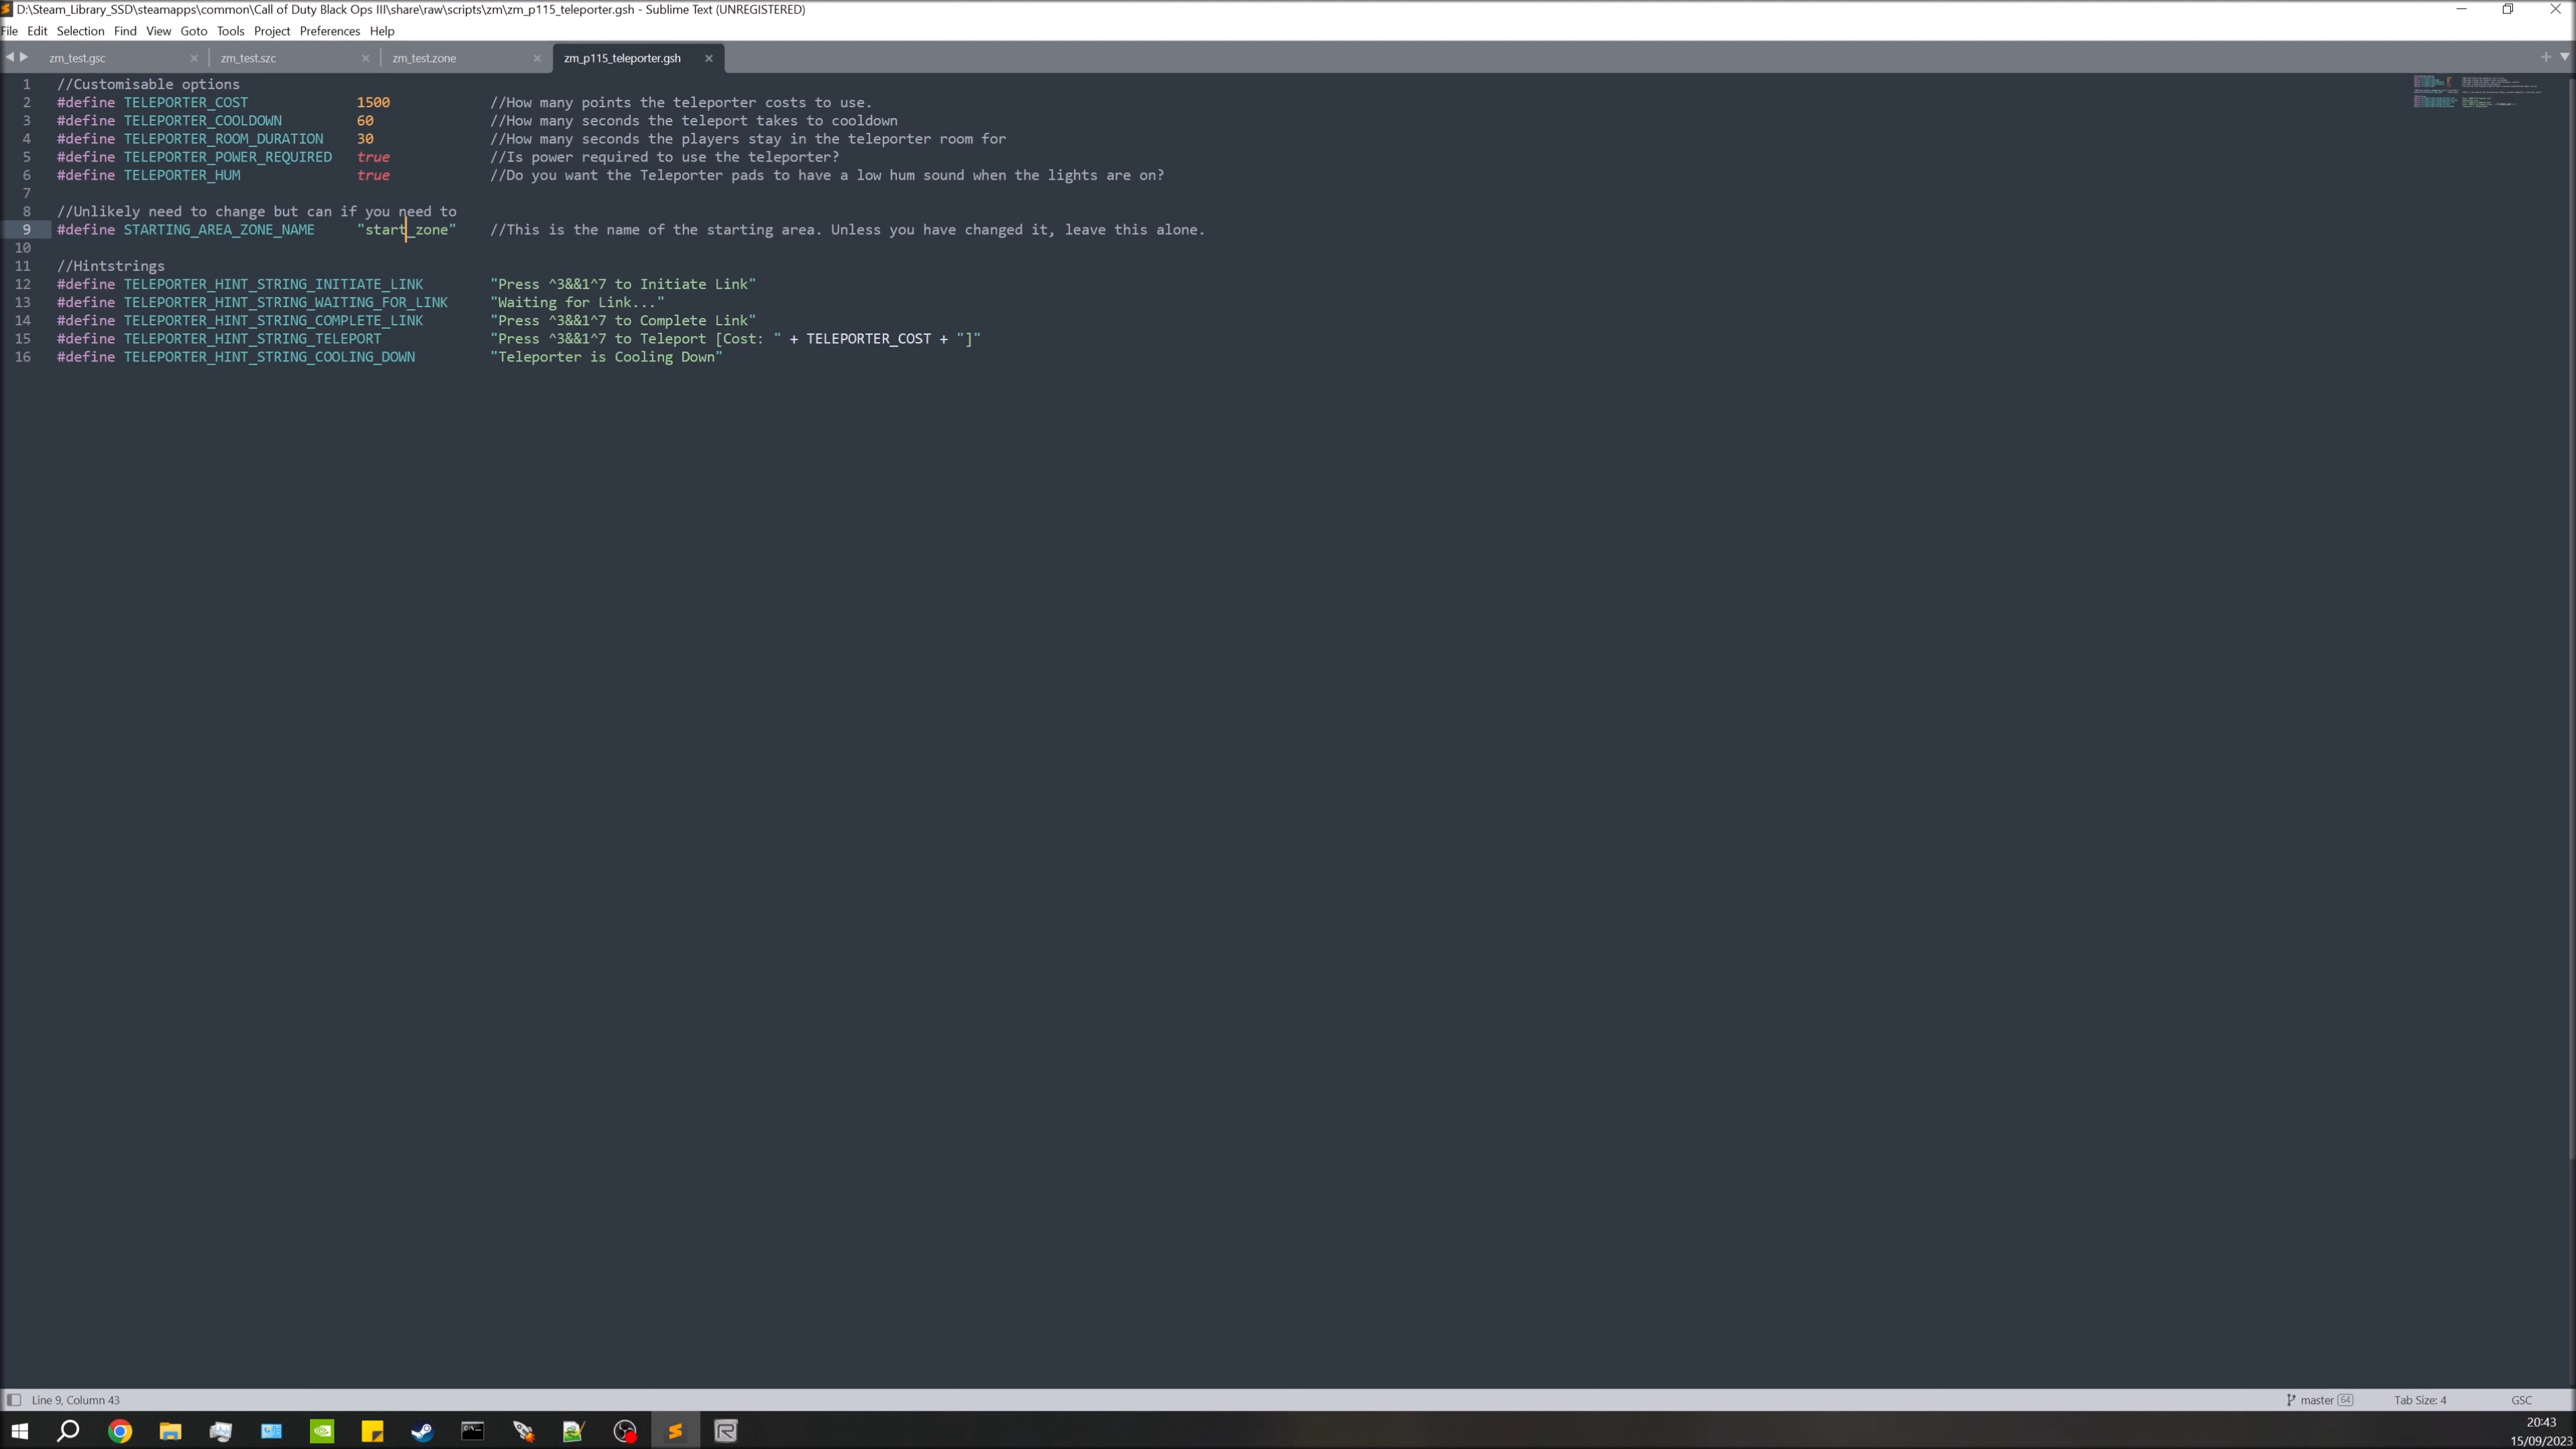 D:\Steam_Library_SSD\steamapps\common\Call of Duty Black Ops III\share\raw\scripts\zm\zm_p115_teleporter.gsh - Sublime Text (UNREGISTERED)
File Edit Selection Find View Goto Tools Project Preferences Help
zm_test.gsc zm_test.szc zm_test.zone zm_p115_teleporter.gsh
1 //Customisable options
2 #define TELEPORTER_COST 1500 //How many points the teleporter costs to use.
3 #define TELEPORTER_COOLDOWN 60 //How many seconds the teleport takes to cooldown
4 #define TELEPORTER_ROOM_DURATION 30 //How many seconds the players stay in the teleporter room for
5 #define TELEPORTER_POWER_REQUIRED true //Is power required to use the teleporter?
6 #define TELEPORTER_HUM true //Do you want the Teleporter pads to have a low hum sound when the lights are on?
7
8 //Unlikely need to change but can if you need to
9 #define STARTING_AREA_ZONE_NAME "start_zone" //This is the name of the starting area. Unless you have changed it, leave this alone.
10
11 //Hintstrings
12 #define TELEPORTER_HINT_STRING_INITIATE_LINK "Press ^3&&1^7 to Initiate Link"
13 #define TELEPORTER_HINT_STRING_WAITING_FOR_LINK "Waiting for Link..."
14 #define TELEPORTER_HINT_STRING_COMPLETE_LINK "Press ^3&&1^7 to Complete Link"
15 #define TELEPORTER_HINT_STRING_TELEPORT "Press ^3&&1^7 to Teleport [Cost: " + TELEPORTER_COST + "]"
16 #define TELEPORTER_HINT_STRING_COOLING_DOWN "Teleporter is Cooling Down"
Line 9, Column 43 master 64 Tab Size: 4 GSC
20:43
15/09/2023